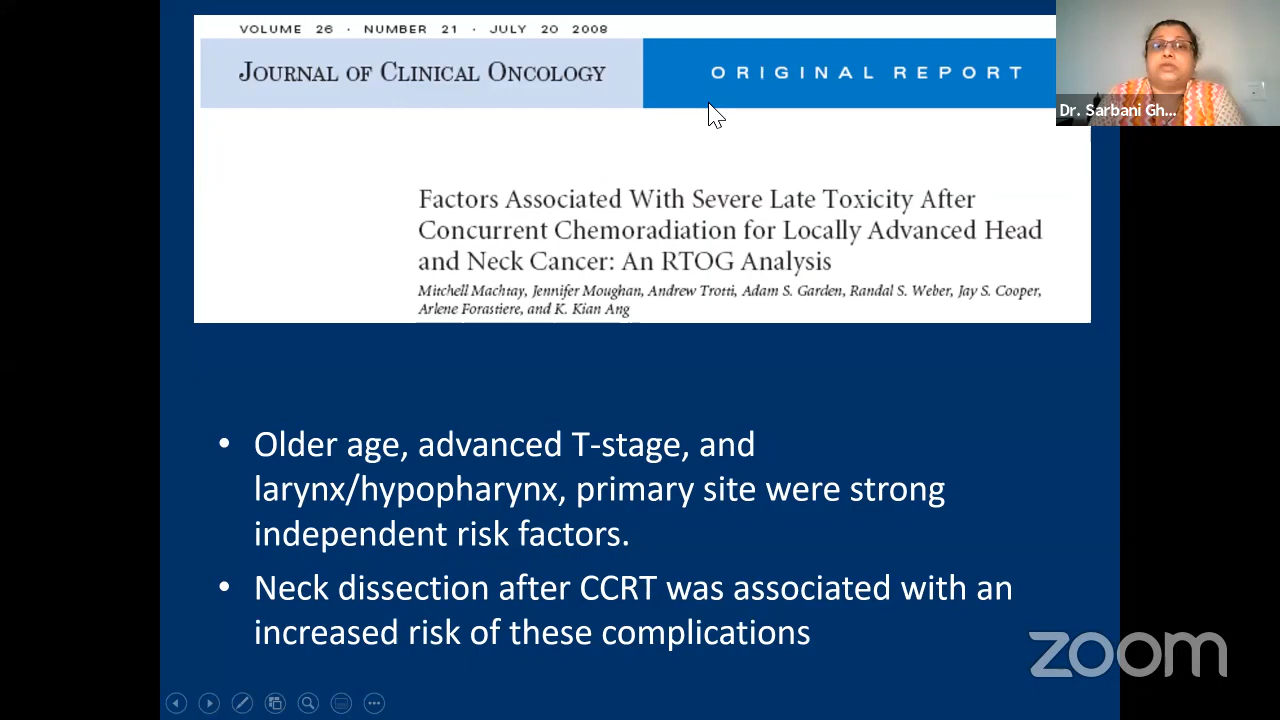 VOLUME 26 · NUMBER 21 · JULY 20 2008
JOURNAL OF CLINICAL ONCOLOGY
ORIGINAL REPORT
Dr. Sarbani Gh...
Factors Associated With Severe Late Toxicity After
Concurrent Chemoradiation for Locally Advanced Head
and Neck Cancer: An RTOG Analysis
Mitchell Machtay, Jennifer Moughan, Andrew Trotti, Adam S. Garden, Randal S. Weber, Jay S. Cooper,
Arlene Forastiere, and K. Kian Ang
• Older age, advanced T-stage, and
larynx/hypopharynx, primary site were strong
independent risk factors.
• Neck dissection after CCRT was associated with an
increased risk of these complications
zoom